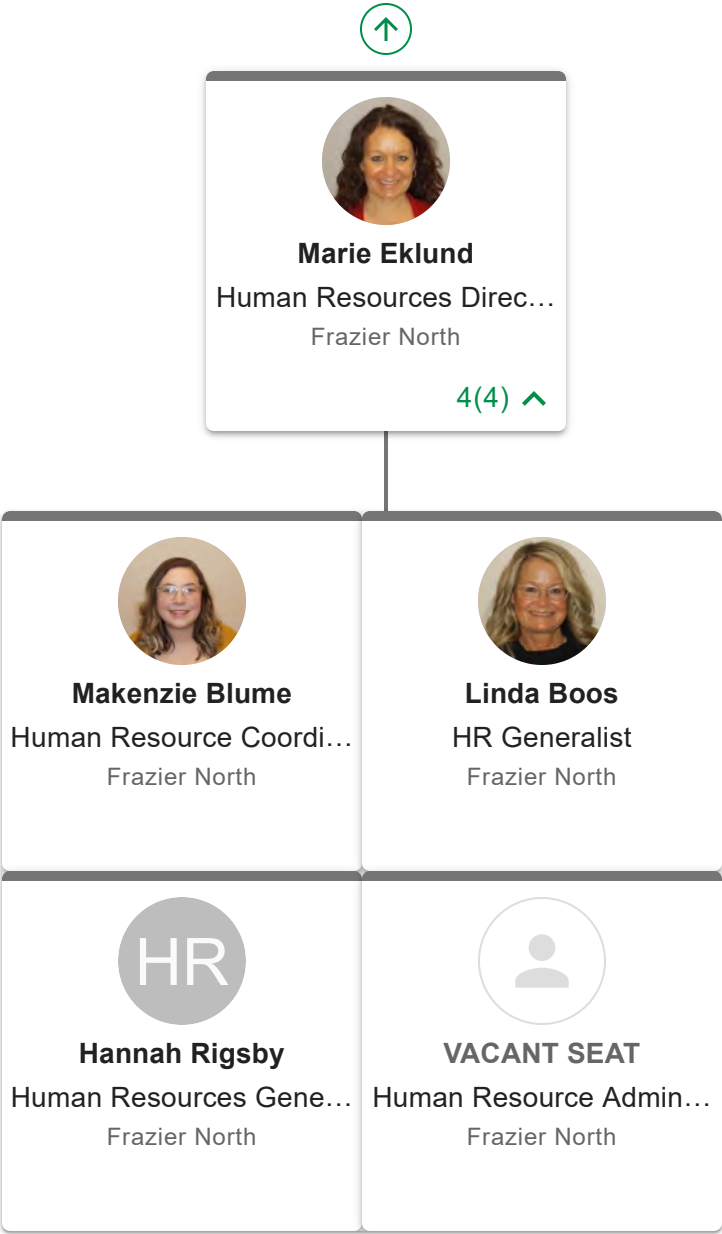 Marie Eklund
Human Resources Direc...
Frazier North
4(4)
Makenzie Blume
Human Resource Coordi...
Frazier North
Linda Boos
HR Generalist
Frazier North
HR
Hannah Rigsby
Human Resources Gene...
Frazier North
VACANT SEAT
Human Resource Admin...
Frazier North